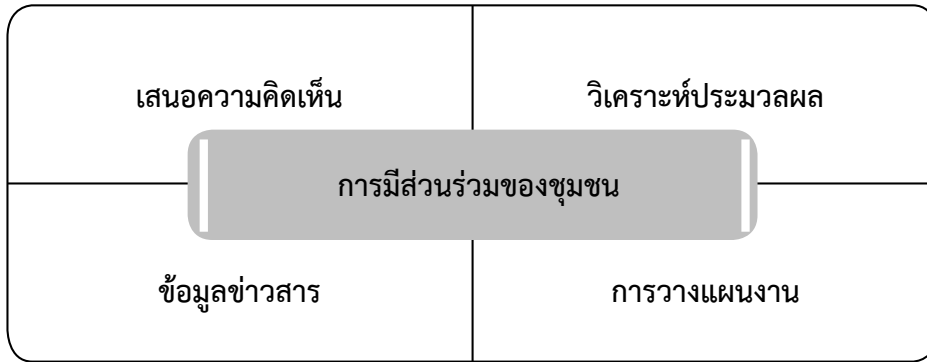 เสนอความคิดเห็น
วิเคราะห์ประมวลผล
การมีส่วนร่วมของชุมชน
ข้อมูลข่าวสาร
การวางแผนงาน